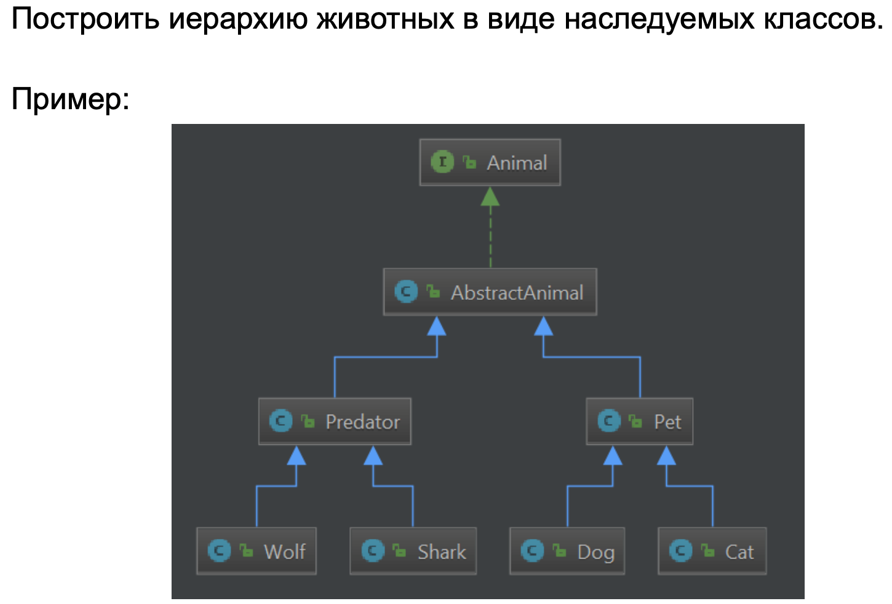 Построить иерархию животных в виде наследуемых классов.
Пример:
I Animal
C AbstractAnimal
C Predator
C Pet
C Wolf
C Shark
C Dog
C Cat